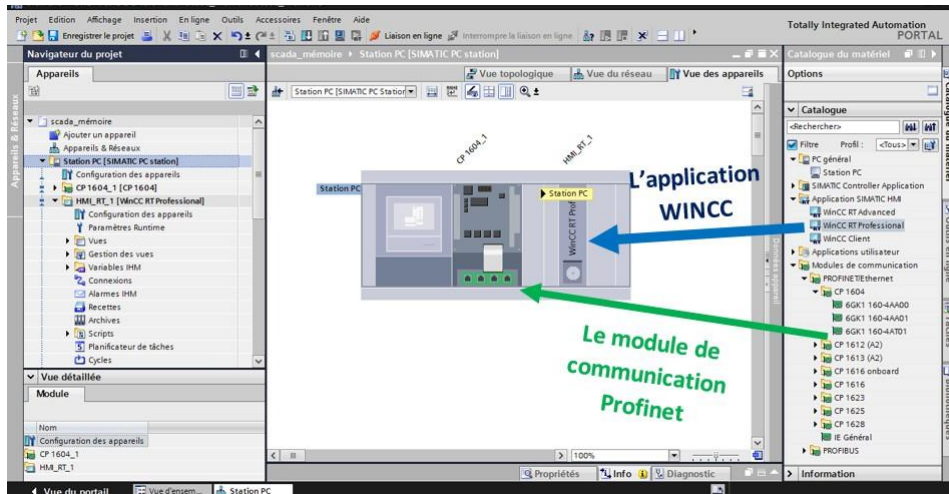 Projet Edition Affichage Insertion En ligne Outils Accessoires Fenêtre Aide
Enregistrer le projet
Liaison en ligne
Interrompre la liaison en ligne
Totally Integrated Automation
PORTAL
Navigateur du projet
Appareils
Appareils & Réseaux
scada_mémoire
Ajouter un appareil
Appareils & Réseaux
Station PC [SIMATIC PC station]
Configuration des appareils
CP 1604_1 [CP 1604]
HMI_RT_1 [WinCC RT Professional]
Configuration des appareils
Paramètres Runtime
Vues
Gestion des vues
Variables IHM
Connexions
Alarmes IHM
Recettes
Archives
Scripts
Planificateur de tâches
Cycles
Vue détaillée
Module
Nom
Configuration des appareils
CP 1604_1
HMI_RT_1
scada_mémoire Station PC [SIMATIC PC station]
Vue topologique
Vue du réseau
Vue des appareils
Station PC [SIMATIC PC Station]
CP 1604_1
HMI_RT_1
Station PC
Station PC
WinCC RT Prof
L'application
WINCC
Le module de
communication
Profinet
100%
Données appareil
Propriétés
Info
Diagnostic
Catalogue du matériel
Options
Catalogue
<Rechercher>
Filtre Profil : <Tous>
PC général
Station PC
SIMATIC Controller Application
Application SIMATIC HMI
WinCC RT Advanced
WinCC RT Professional
WinCC Client
Applications utilisateur
Modules de communication
PROFINET/Ethernet
CP 1604
6GK1 160-4AA00
6GK1 160-4AA01
6GK1 160-4AT01
CP 1612 (A2)
CP 1613 (A2)
CP 1616 onboard
CP 1616
CP 1623
CP 1625
CP 1628
IE Général
PROFIBUS
Information
Catalogue du matériel
Vue du portail
Vue d'ensem...
Station PC